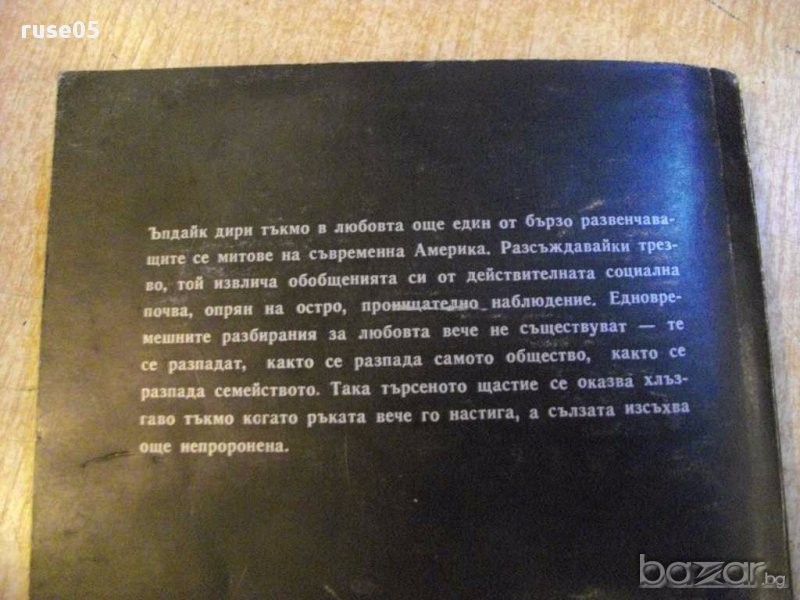 ruse05
Ъпдайк дири тъкмо в любовта още един от бързо развенчава-
щите се митове на съвременна Америка. Разсъждавайки трез-
во, той извлича обобщенията си от действителната социална
почва, опрян на остро, проницателно наблюдение. Едновре-
мешните разбирания за любовта вече не съществуват — те
се разпадат, както се разпада самото общество, както се
разпада семейството. Така търсеното щастие се оказва хлъз-
гаво тъкмо когато ръката вече го настига, а сълзата изсъхва
още непроронена.
bazar.bg